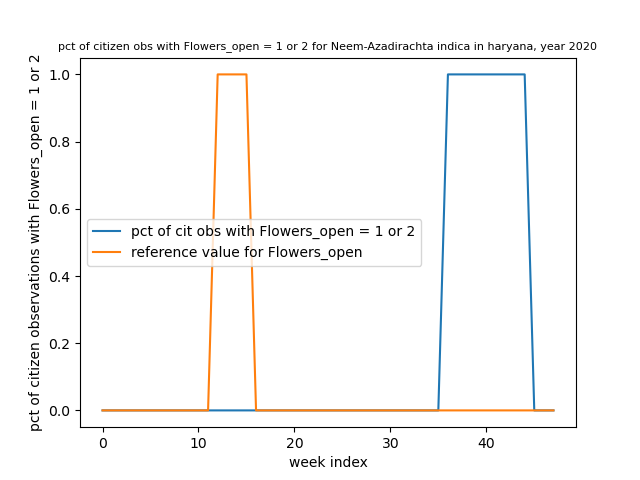 pct of citizen obs with Flowers_open = 1 or 2 for Neem-Azadirachta indica in haryana, year 2020
pct of citizen observations with Flowers_open = 1 or 2
1.0
0.8
0.6
0.4
0.2
0.0
pct of cit obs with Flowers_open = 1 or 2
reference value for Flowers_open
0 10 20 30 40
week index